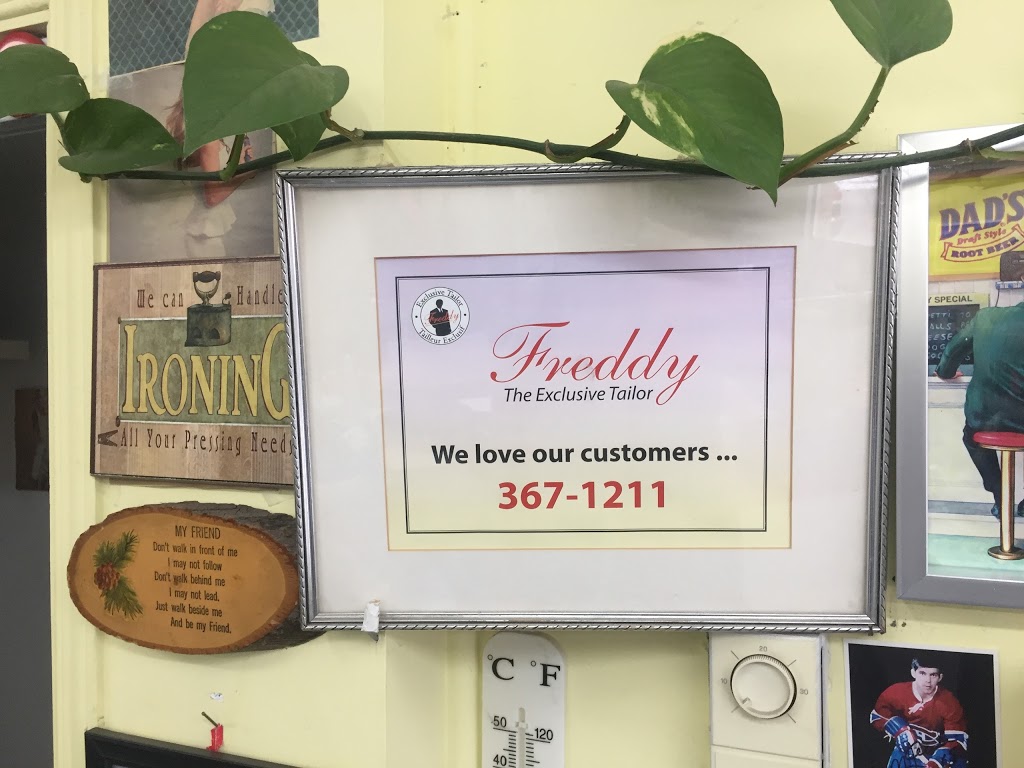 We can Handle
IRONING
All Your Pressing Needs
MY FRIEND
Don't walk in front of me
I may not follow
Don't walk behind me
I may not lead,
Just walk beside me
And be my Friend.
Exclusive Tailor
Freddy
Tailleur Exclusif
Freddy
The Exclusive Tailor
We love our customers ...
367-1211
DAD'S
Draft Style
ROOT BEER
Y SPECIAL
°C °F
50 120
40
10 20 30